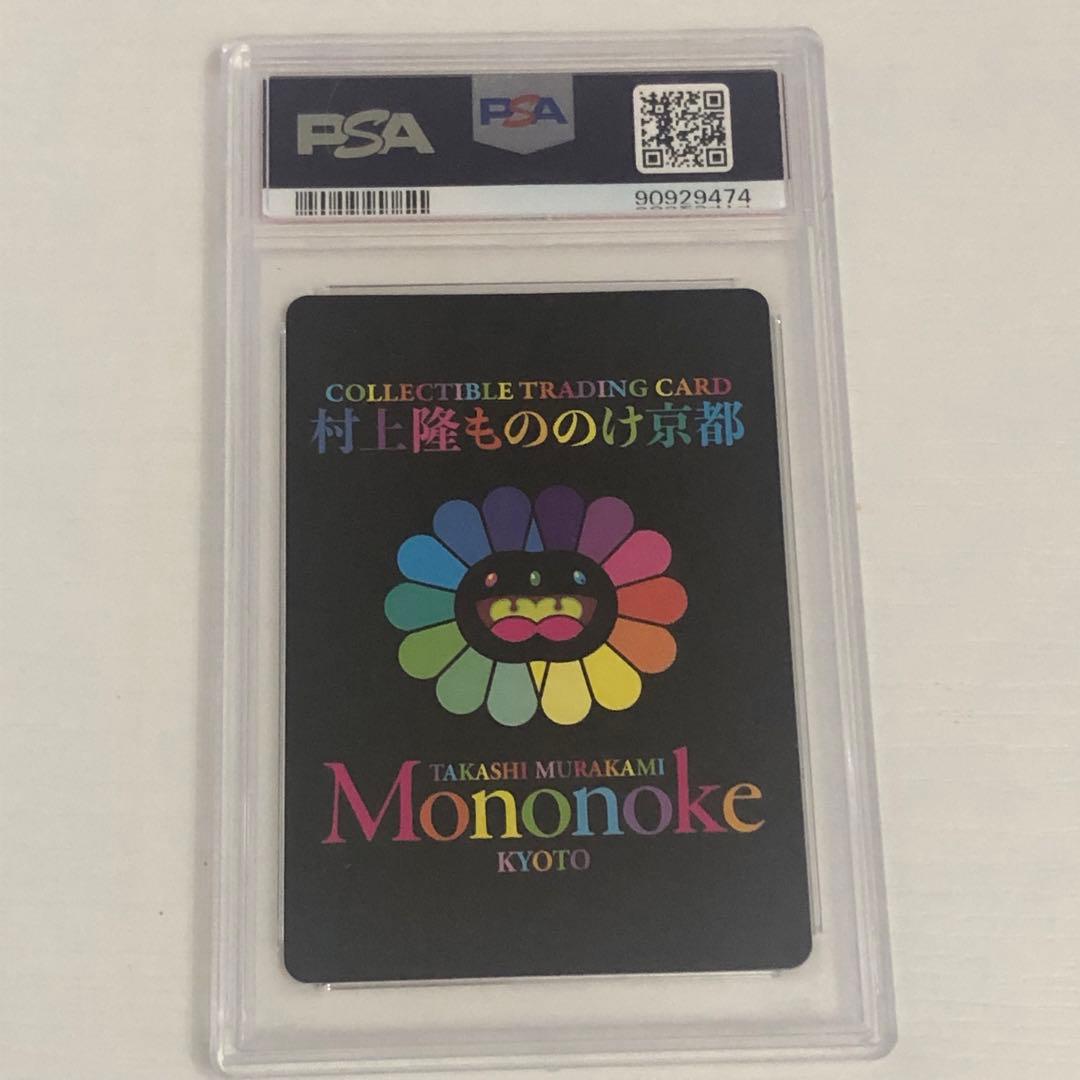 PSA
PSA
90929474
COLLECTIBLE TRADING CARD
村上隆もののけ京都
TAKASHI MURAKAMI
Mononoke
KYOTO